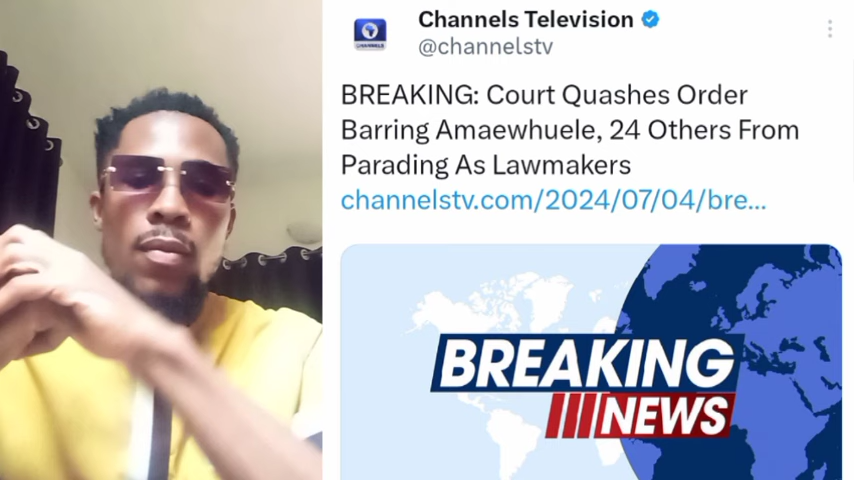 Channels Television
@channelstv
BREAKING: Court Quashes Order
Barring Amaewhuele, 24 Others From
Parading As Lawmakers
channelstv.com/2024/07/04/bre...
BREAKING
NEWS